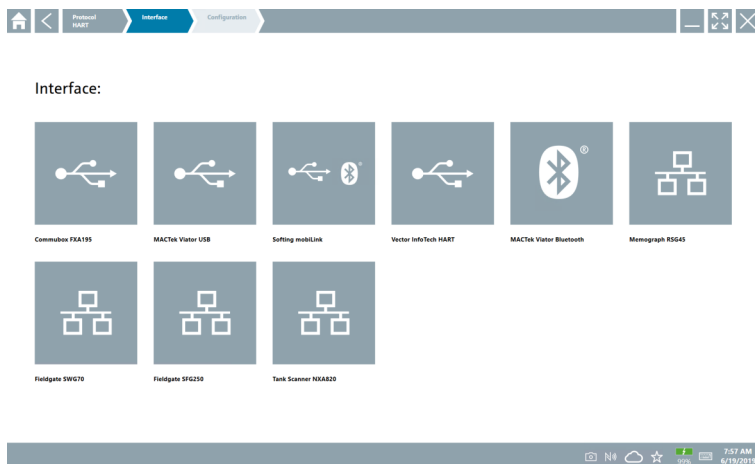 Protocol
HART
Interface
Configuration
Interface:
Commubox FXA195
MACTek Viator USB
Softing mobiLink
Vector InfoTech HART
MACTek Viator Bluetooth
Memograph RSG45
Fieldgate SWG70
Fieldgate SFG250
Tank Scanner NXA820
99%
7:57 AM
6/19/2019